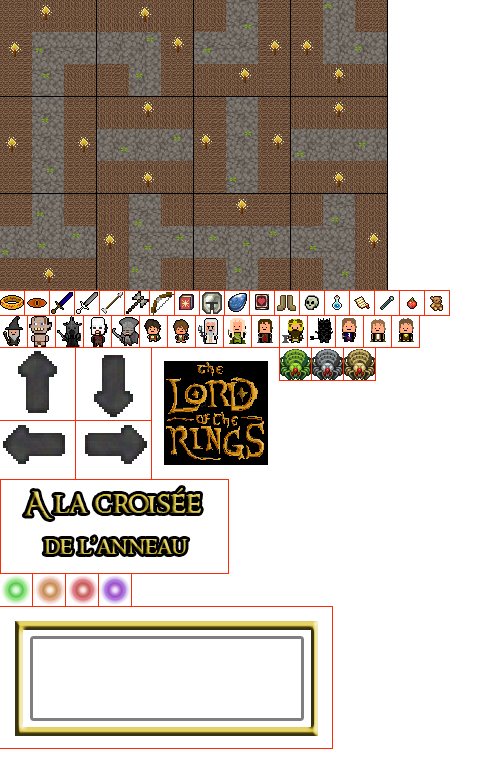 the
LORD
OF the
RINGS
A LA CROISÉE
DE L'ANNEAU